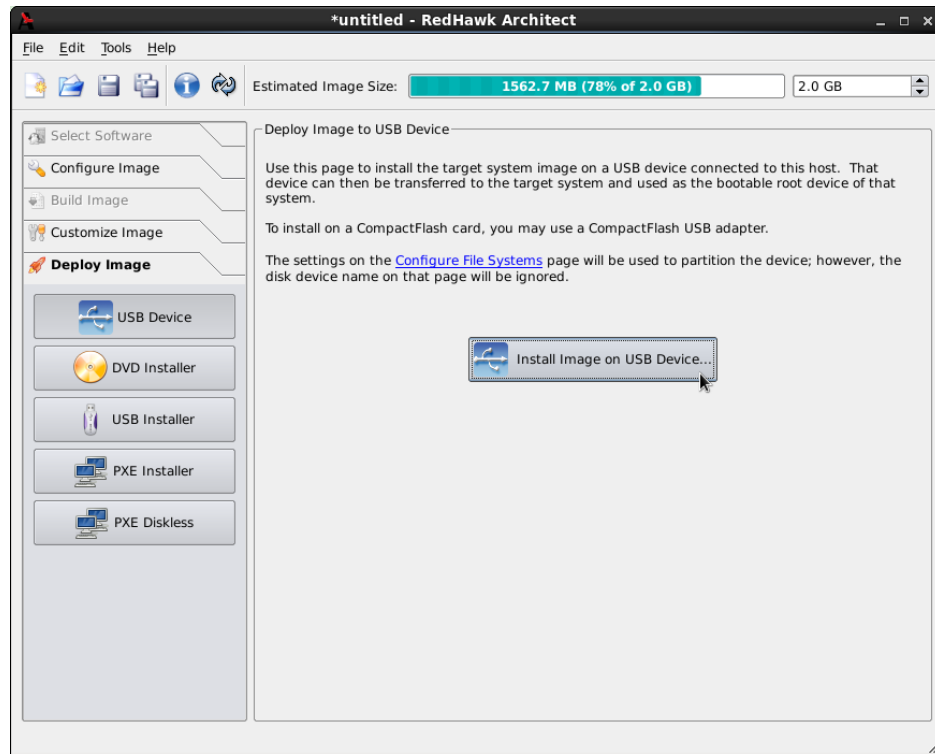 *untitled - RedHawk Architect
File Edit Tools Help
Estimated Image Size: 1562.7 MB (78% of 2.0 GB) 2.0 GB
Select Software
Configure Image
Build Image
Customize Image
Deploy Image
USB Device
DVD Installer
USB Installer
PXE Installer
PXE Diskless
Deploy Image to USB Device
Use this page to install the target system image on a USB device connected to this host. That
device can then be transferred to the target system and used as the bootable root device of that
system.
To install on a CompactFlash card, you may use a CompactFlash USB adapter.
The settings on the Configure File Systems page will be used to partition the device; however, the
disk device name on that page will be ignored.
Install Image on USB Device...